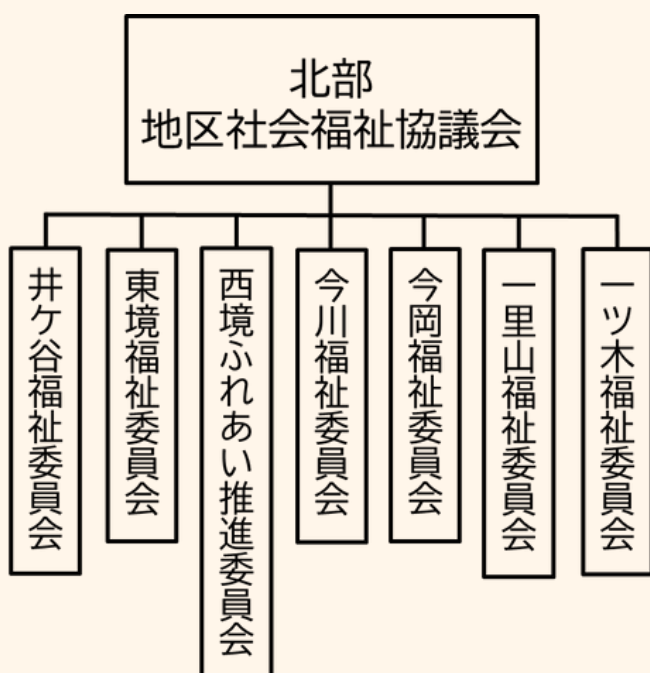 北部
地区社会福祉協議会
井ケ谷福祉委員会
東境福祉委員会
西境ふれあい推進委員会
今川福祉委員会
今岡福祉委員会
一里山福祉委員会
一ツ木福祉委員会